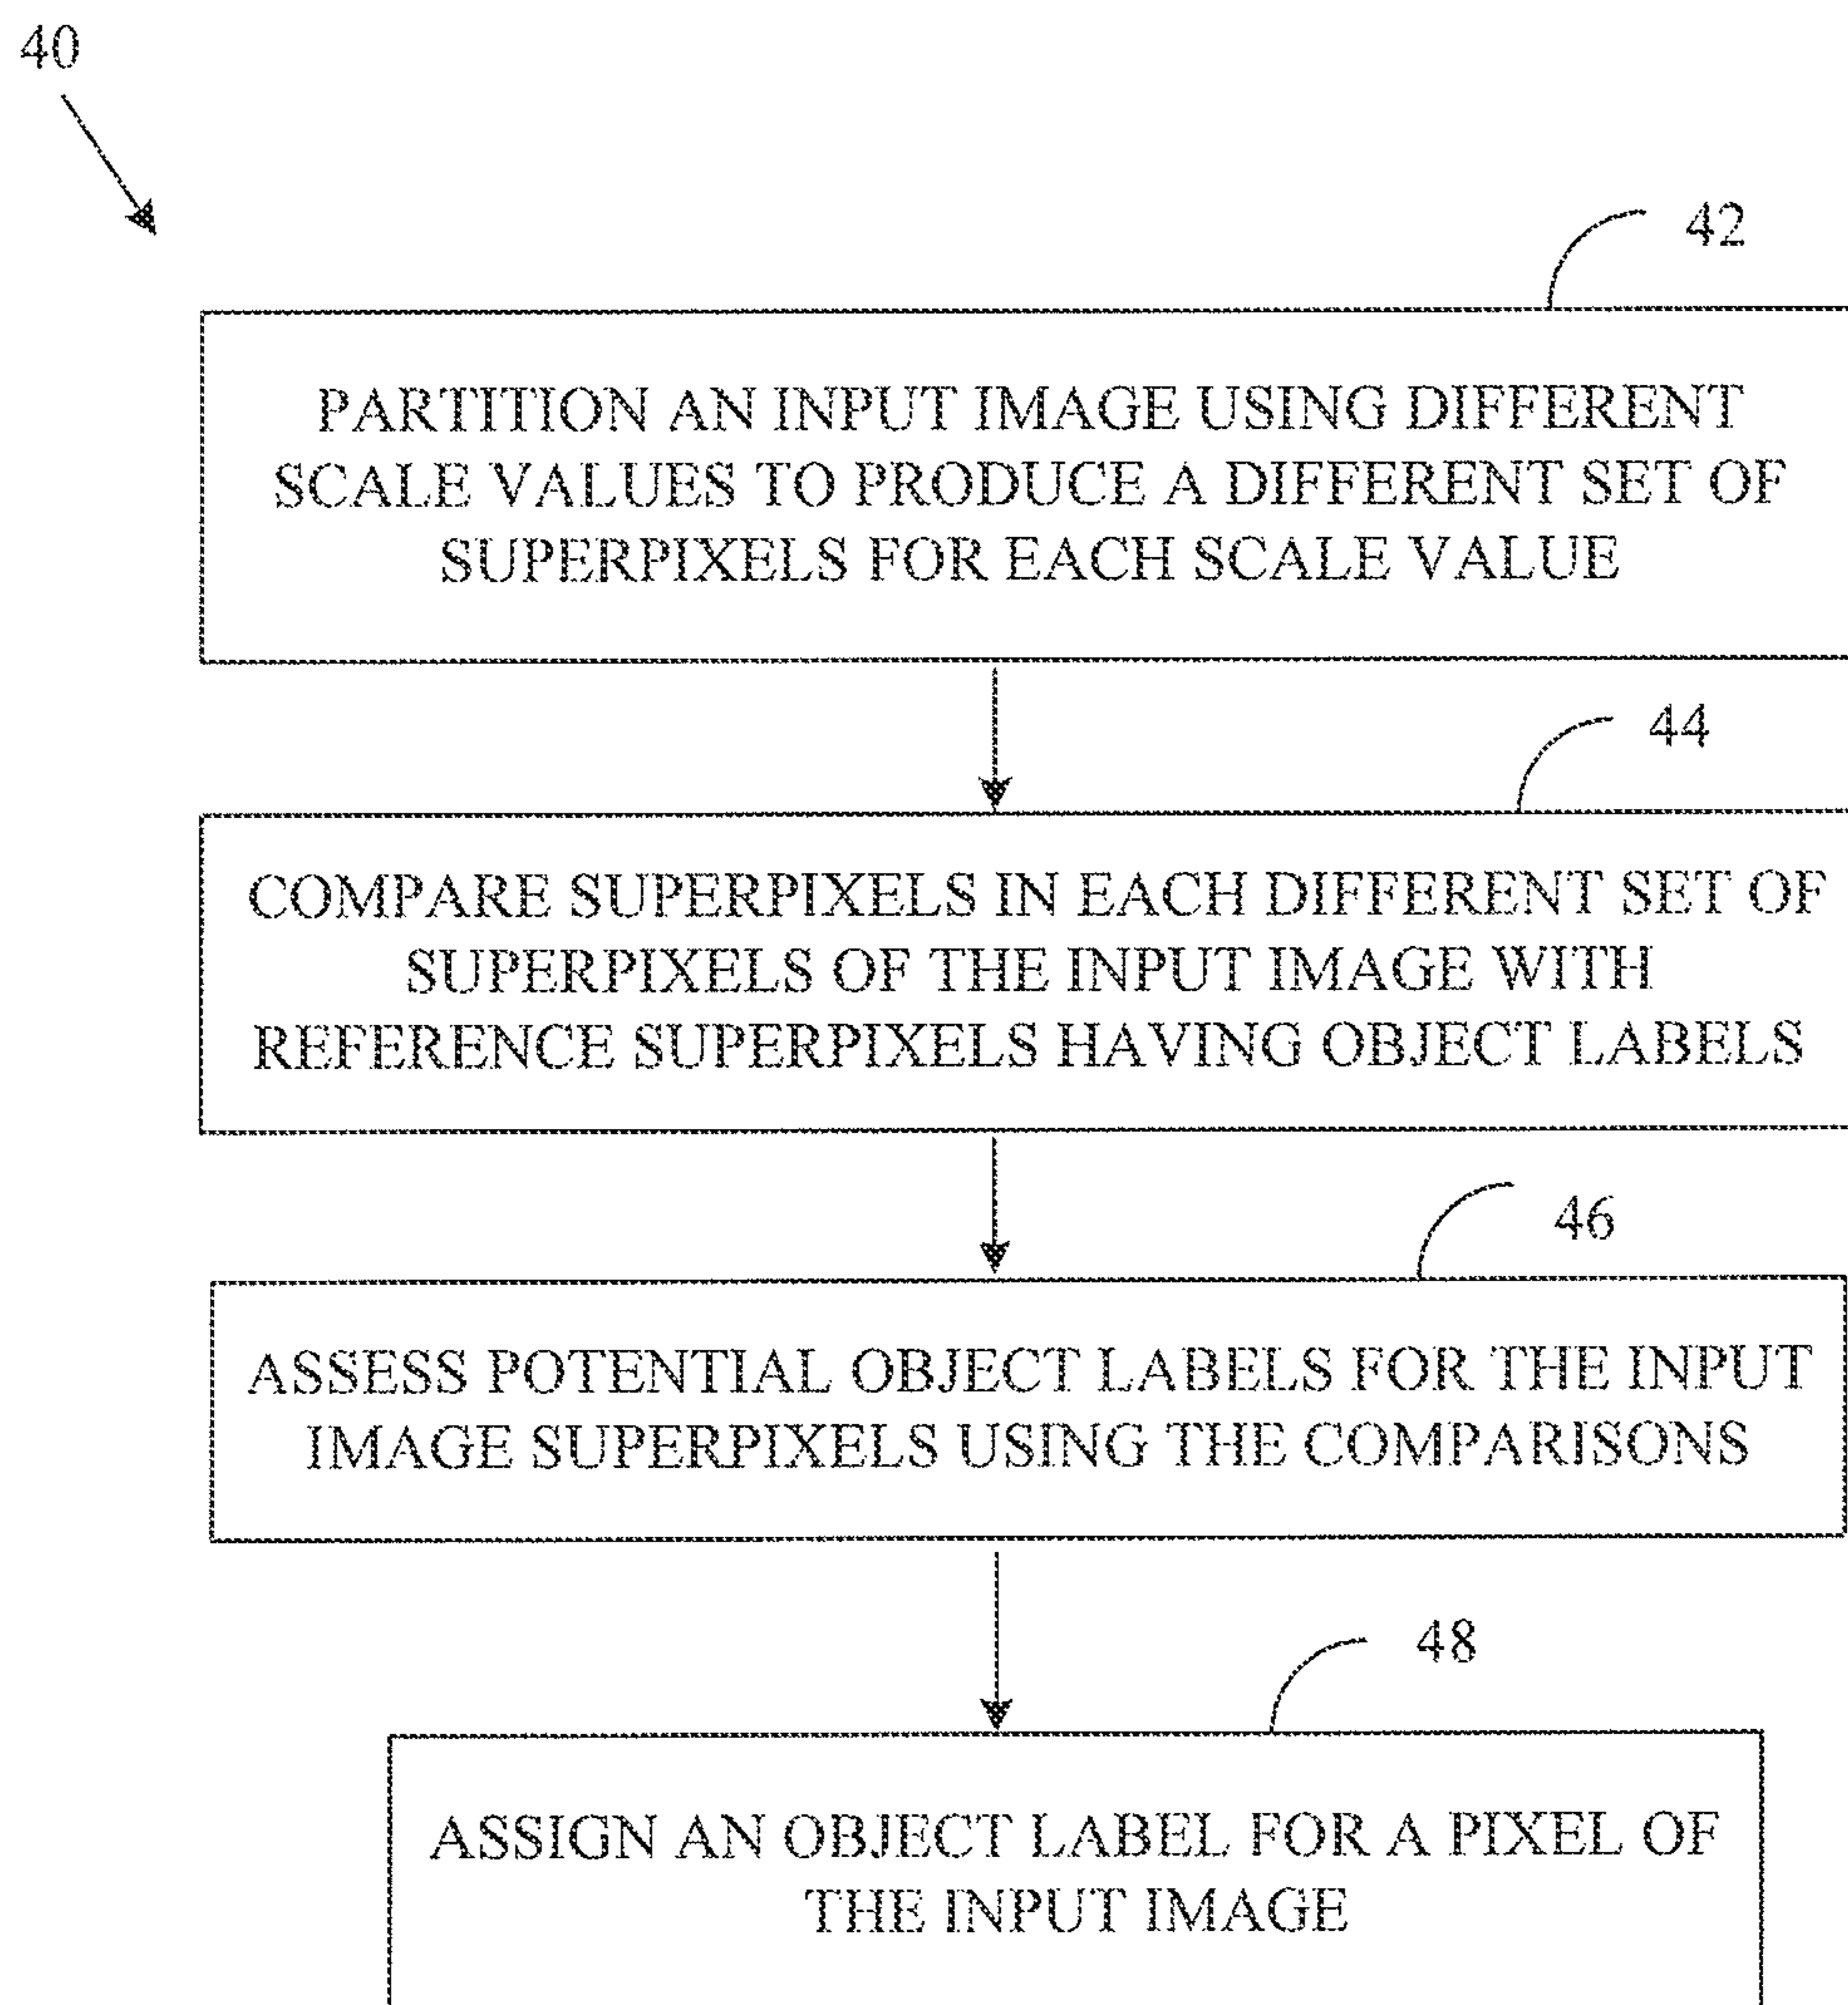 40
42
PARTITION AN INPUT IMAGE USING DIFFERENT
SCALE VALUES TO PRODUCE A DIFFERENT SET OF
SUPERPIXELS FOR EACH SCALE VALUE
44
COMPARE SUPERPIXELS IN EACH DIFFERENT SET OF
SUPERPIXELS OF THE INPUT IMAGE WITH
REFERENCE SUPERPIXELS HAVING OBJECT LABELS
46
ASSESS POTENTIAL OBJECT LABELS FOR THE INPUT
IMAGE SUPERPIXELS USING THE COMPARISONS
48
ASSIGN AN OBJECT LABEL FOR A PIXEL OF
THE INPUT IMAGE